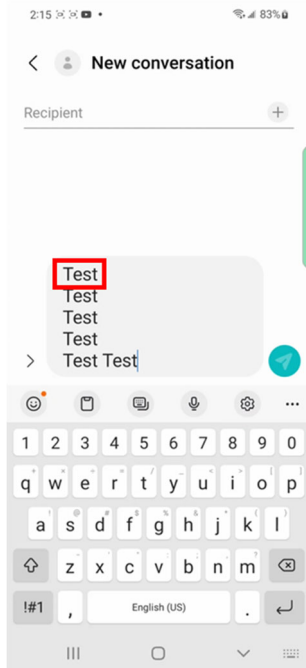 2:15
83%
New conversation
Recipient
Test
Test
Test
Test
Test Test
1 2 3 4 5 6 7 8 9 0
q w e r t y u i o p
a s d f g h j k l
z x c v b n m
!#1 , English (US) .